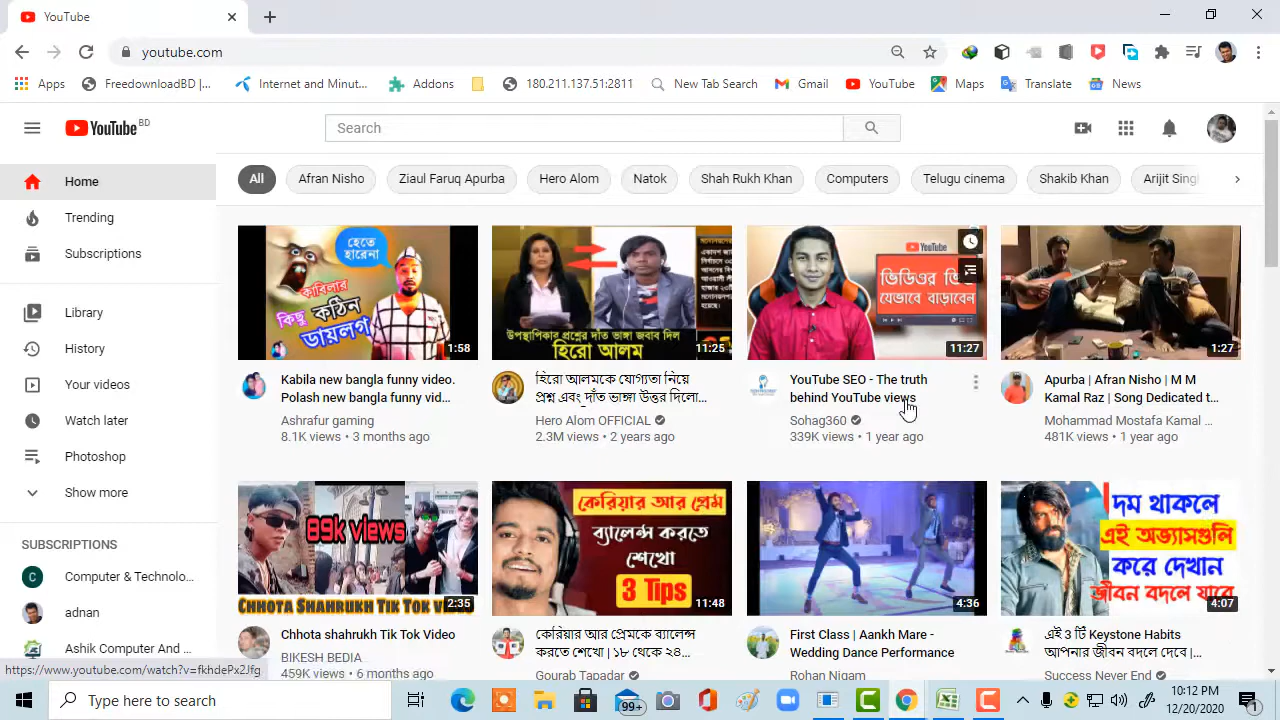 YouTube
youtube.com
Apps
FreedownloadBD |...
Internet and Minut...
Addons
180.211.137.51:2811
New Tab Search
Gmail
YouTube
Maps
Translate
News
YouTube BD
Search
Home
Trending
Subscriptions
Library
History
Your videos
Watch later
Photoshop
Show more
SUBSCRIPTIONS
Computer & Technolo...
adnan
Ashik Computer And ...
All
Afran Nisho
Ziaul Faruq Apurba
Hero Alom
Natok
Shah Rukh Khan
Computers
Telugu cinema
Shakib Khan
Arijit Sing
হেতে
হারেনা
কাবিলার
কিছু কঠিন
ডায়লগ
1:58
Kabila new bangla funny video.
Polash new bangla funny vid...
Ashrafur gaming
8.1K views • 3 months ago
উপস্থাপিকার প্রশ্নের দাঁত ভাঙ্গা জবাব দিল
হিরো আলম
11:25
হিরো আলমকে যোগ্যতা নিয়ে
প্রশ্ন এবং দাঁত ভাঙ্গা উত্তর দিলো...
Hero Alom OFFICIAL
2.3M views • 2 years ago
YouTube
ভিডিওর ভি
যেভাবে বাড়াবেন
11:27
YouTube SEO - The truth
behind YouTube views
Sohag360
339K views • 1 year ago
1:27
Apurba | Afran Nisho | M M
Kamal Raz | Song Dedicated t...
Mohammad Mostafa Kamal ...
481K views • 1 year ago
89k views
CHHOTA SHAHRUKH TIK TOK V
2:35
Chhota shahrukh Tik Tok Video
BIKESH BEDIA
459K views • 6 months ago
কেরিয়ার আর প্রেম
ব্যালেন্স করতে
শেখো
3 Tips
11:48
কেরিয়ার আর প্রেমকে ব্যালেন্স
করতে শেখো | ১৮ থেকে ২৪...
Gourab Tapadar
4:36
First Class | Aankh Mare -
Wedding Dance Performance
Rohan Nigam
দম থাকলে
এই অভ্যাসগুলি
করে দেখান
জীবন বদলে যাবে
4:07
এই 3 টি Keystone Habits
আপনার জীবন বদলে দেবে |...
Success Never End
https://www.youtube.com/watch?v=fkhdePx2Jfg
Type here to search
99+
10:12 PM
12/20/2020
1